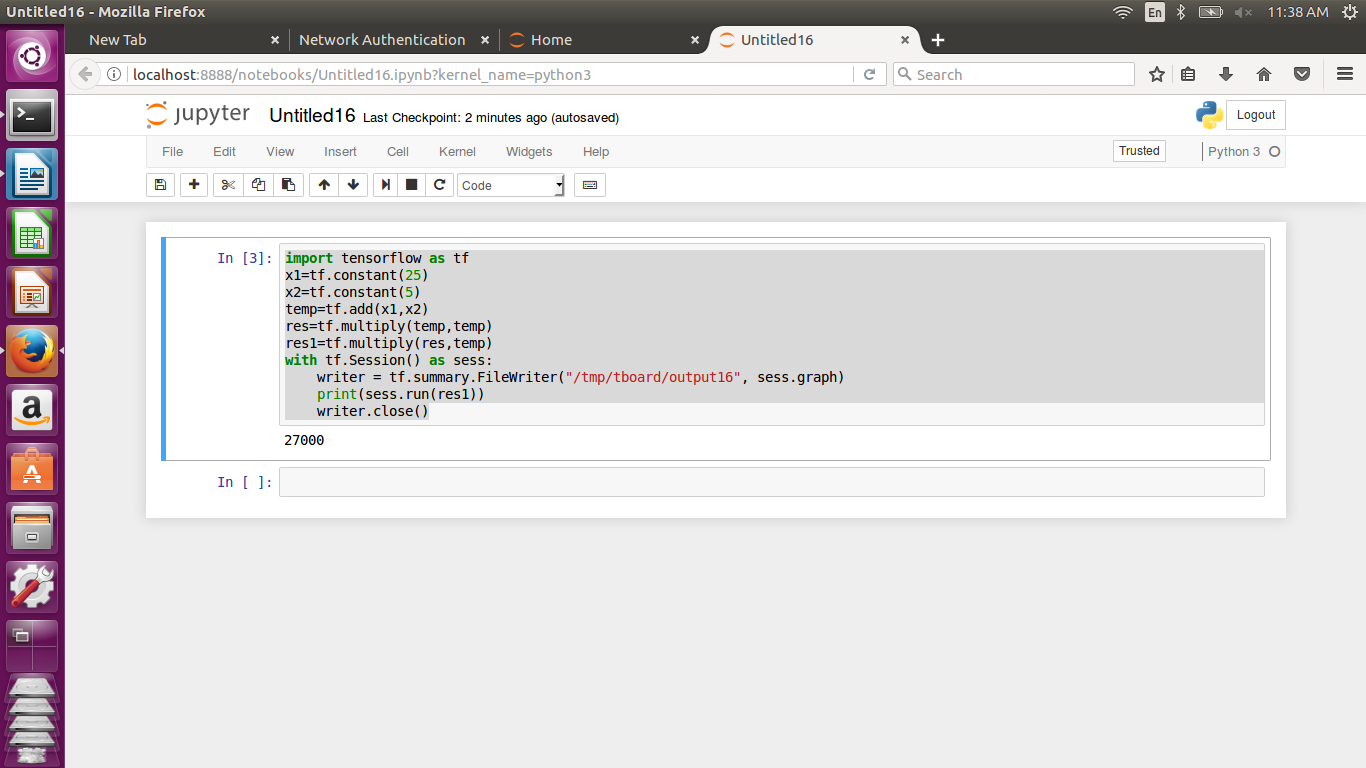 Untitled16 - Mozilla Firefox
En
11:38 AM
New Tab
Network Authentication
Home
Untitled16
localhost:8888/notebooks/Untitled16.ipynb?kernel_name=python3
Search
jupyter
Untitled16
Last Checkpoint: 2 minutes ago (autosaved)
Logout
File
Edit
View
Insert
Cell
Kernel
Widgets
Help
Trusted
Python 3
Code
In [3]:
import tensorflow as tf
x1=tf.constant(25)
x2=tf.constant(5)
temp=tf.add(x1,x2)
res=tf.multiply(temp,temp)
res1=tf.multiply(res,temp)
with tf.Session() as sess:
    writer = tf.summary.FileWriter("/tmp/tboard/output16", sess.graph)
    print(sess.run(res1))
    writer.close()
27000
In [ ]: